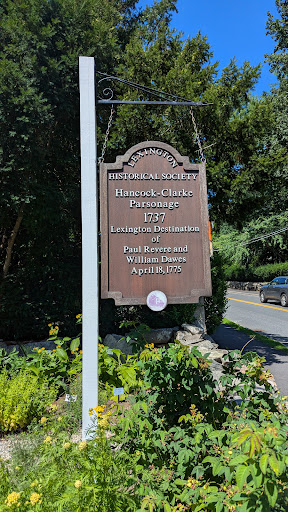 LEXINGTON
HISTORICAL SOCIETY
Hancock-Clarke
Parsonage
1737
Lexington Destination
of
Paul Revere and
William Dawes
April 18, 1775